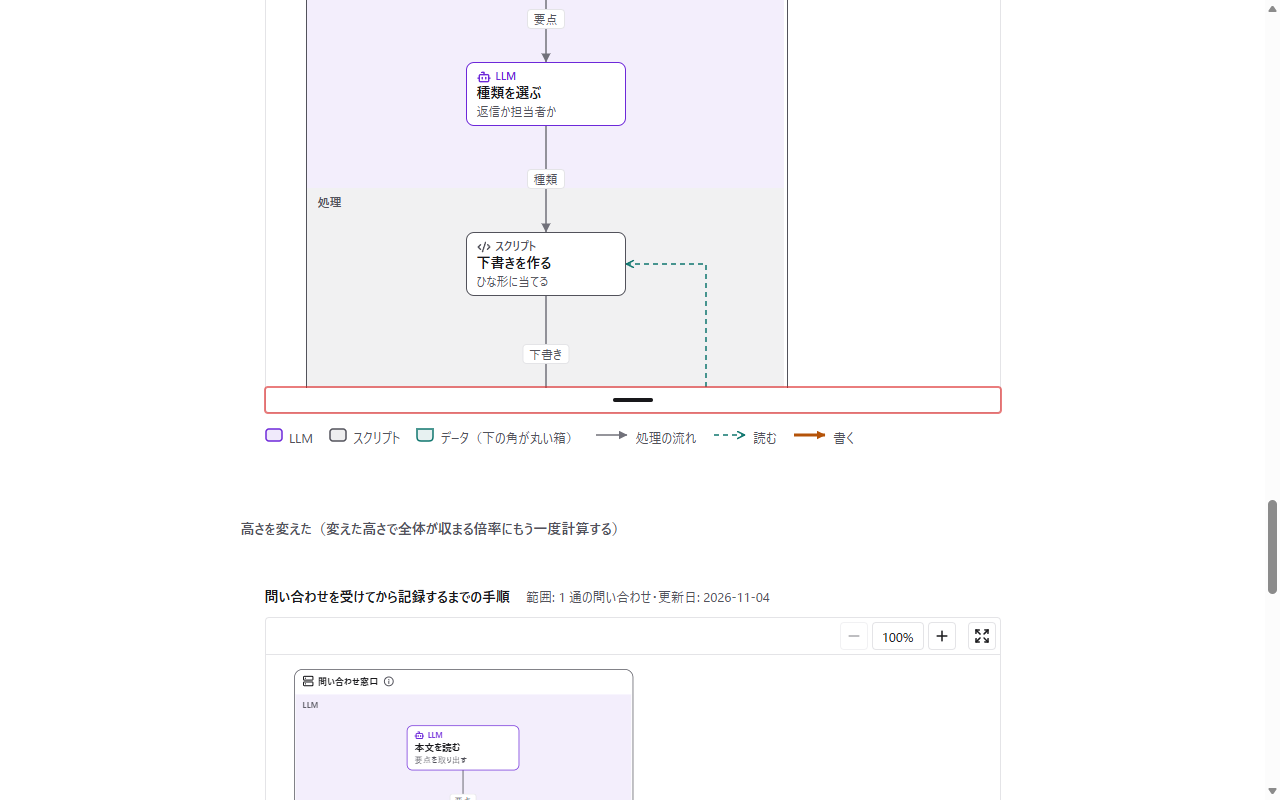 要点
LLM
種類を選ぶ
返信か担当者か
種類
処理
スクリプト
下書きを作る
ひな形に当てる
下書き
LLM スクリプト データ（下の角が丸い箱） 処理の流れ 読む 書く
高さを変えた（変えた高さで全体が収まる倍率にもう一度計算する）
問い合わせを受けてから記録するまでの手順 範囲: 1 通の問い合わせ・更新日: 2026-11-04
100%
問い合わせ窓口
LLM
LLM
本文を読む
要点を取り出す